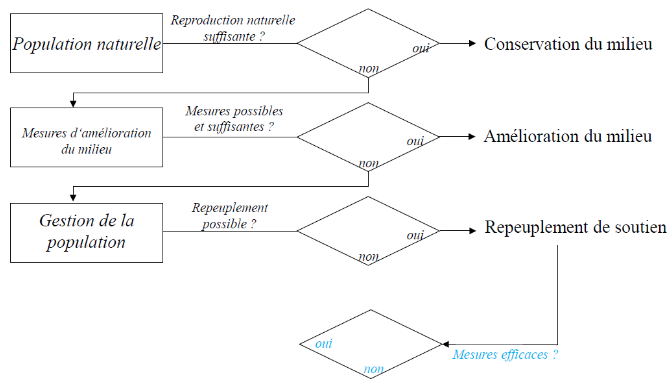 Population naturelle
Reproduction naturelle
suffisante ?
oui
non
Conservation du milieu
Mesures d'amélioration
du milieu
Mesures possibles
et suffisantes ?
oui
non
Amélioration du milieu
Gestion de la
population
Repeuplement
possible ?
oui
non
Repeuplement de soutien
oui
non
Mesures efficaces ?